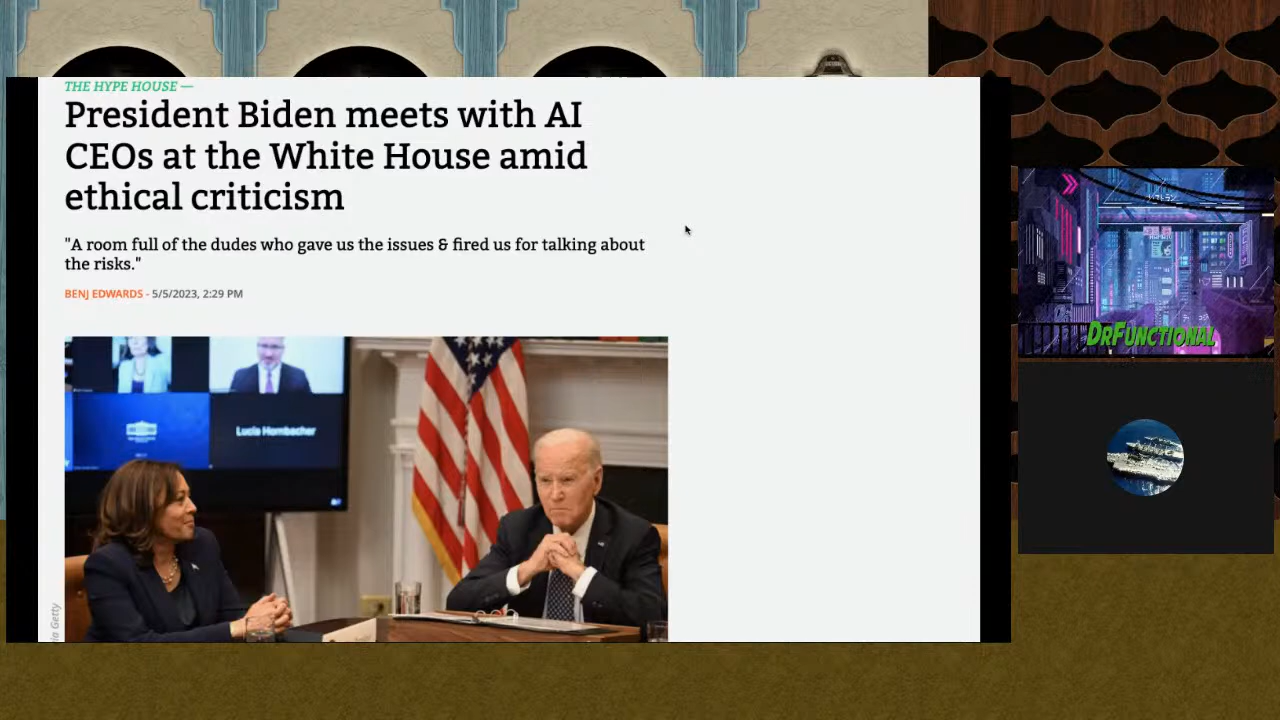 THE HYPE HOUSE —
President Biden meets with AI
CEOs at the White House amid
ethical criticism
"A room full of the dudes who gave us the issues & fired us for talking about
the risks."
BENJ EDWARDS - 5/5/2023, 2:29 PM
Lucia Hombacher
Getty
DRFUNCTIONAL